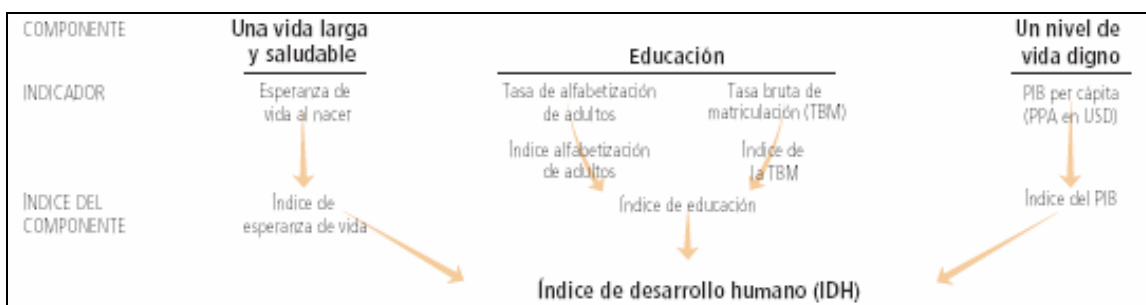 COMPONENTE
Una vida larga
y saludable
Educación
Un nivel de
vida digno
INDICADOR
Esperanza de
vida al nacer
Tasa de alfabetización
de adultos
Tasa bruta de
matriculación (TBM)
PIB per cápita
(PPA en USD)
Índice alfabetización
de adultos
Índice de
la TBM
ÍNDICE DEL
COMPONENTE
Índice de
esperanza de vida
Índice de educación
Índice del PIB
Índice de desarrollo humano (IDH)